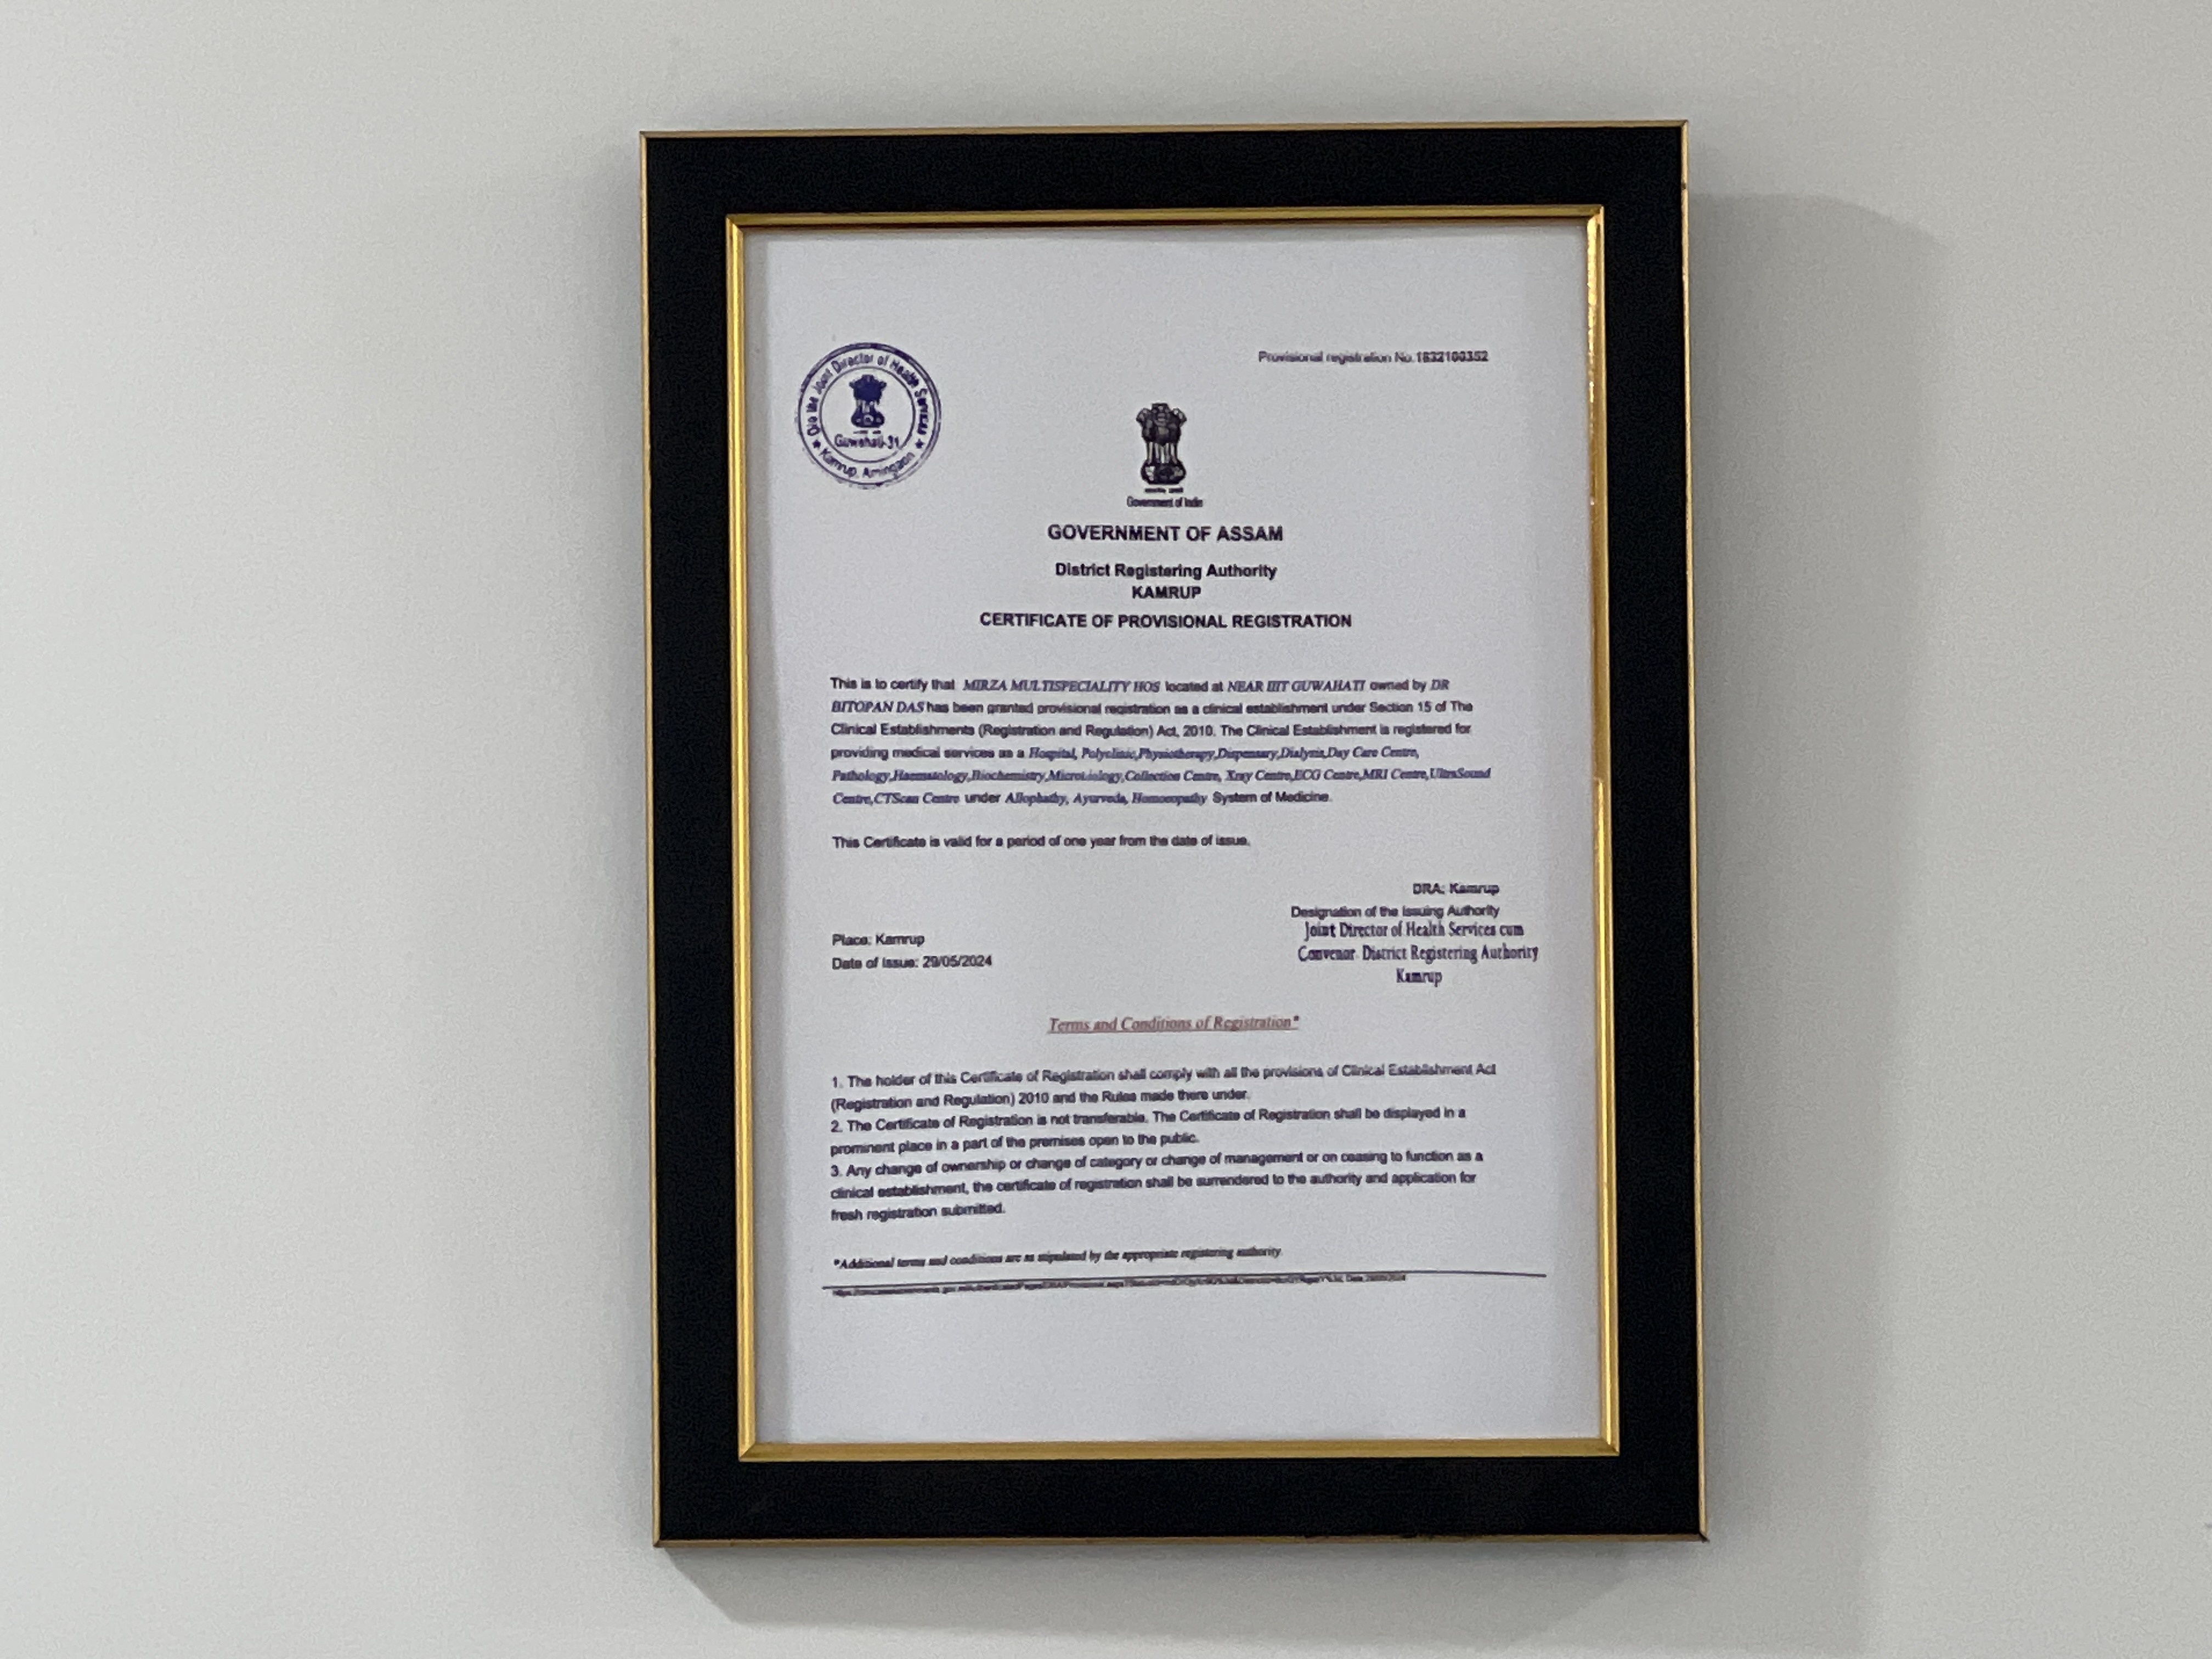 Provisional registration No.1832100352
O/o the Joint Director of Health Services
Guwahati-31
Kamrup, Amingaon
Government of India
GOVERNMENT OF ASSAM
District Registering Authority
KAMRUP
CERTIFICATE OF PROVISIONAL REGISTRATION
This is to certify that MIRZA MULTISPECIALITY HOS located at NEAR IIIT GUWAHATI owned by DR
BITOPAN DAS has been granted provisional registration as a clinical establishment under Section 15 of The
Clinical Establishments (Registration and Regulation) Act, 2010. The Clinical Establishment is registered for
providing medical services as a Hospital, Polyclinic,Physiotherapy,Dispensary,Dialysis,Day Care Centre,
Pathology,Haematology,Biochemistry,Microbiology,Collection Centre, Xray Centre,ECG Centre,MRI Centre,UltraSound
Centre,CTScan Centre under Allophathy, Ayurveda, Homoeopathy System of Medicine.
This Certificate is valid for a period of one year from the date of issue.
DRA: Kamrup
Designation of the Issuing Authority
Joint Director of Health Services cum
Convenor District Registering Authority
Kamrup
Place: Kamrup
Date of Issue: 29/05/2024
Terms and Conditions of Registration*
1. The holder of this Certificate of Registration shall comply with all the provisions of Clinical Establishment Act
(Registration and Regulation) 2010 and the Rules made there under.
2. The Certificate of Registration is not transferable. The Certificate of Registration shall be displayed in a
prominent place in a part of the premises open to the public.
3. Any change of ownership or change of category or change of management or on ceasing to function as a
clinical establishment, the certificate of registration shall be surrendered to the authority and application for
fresh registration submitted.
*Additional terms and conditions are as stipulated by the appropriate registering authority.